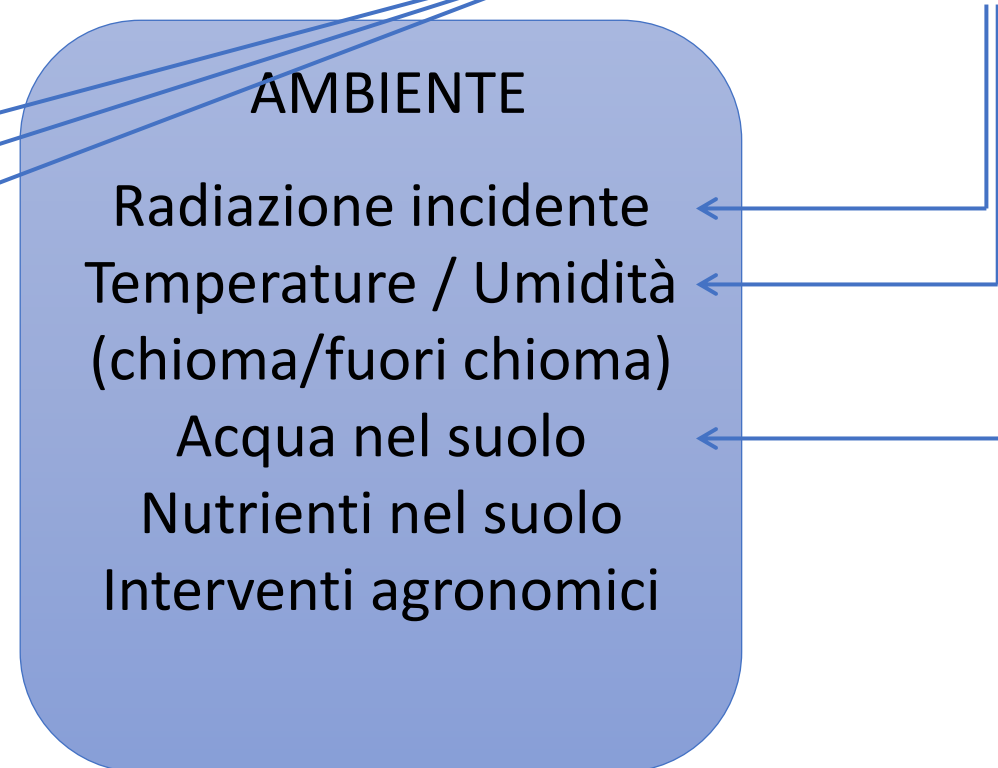 AMBIENTE
Radiazione incidente
Temperature / Umidità
(chioma/fuori chioma)
Acqua nel suolo
Nutrienti nel suolo
Interventi agronomici